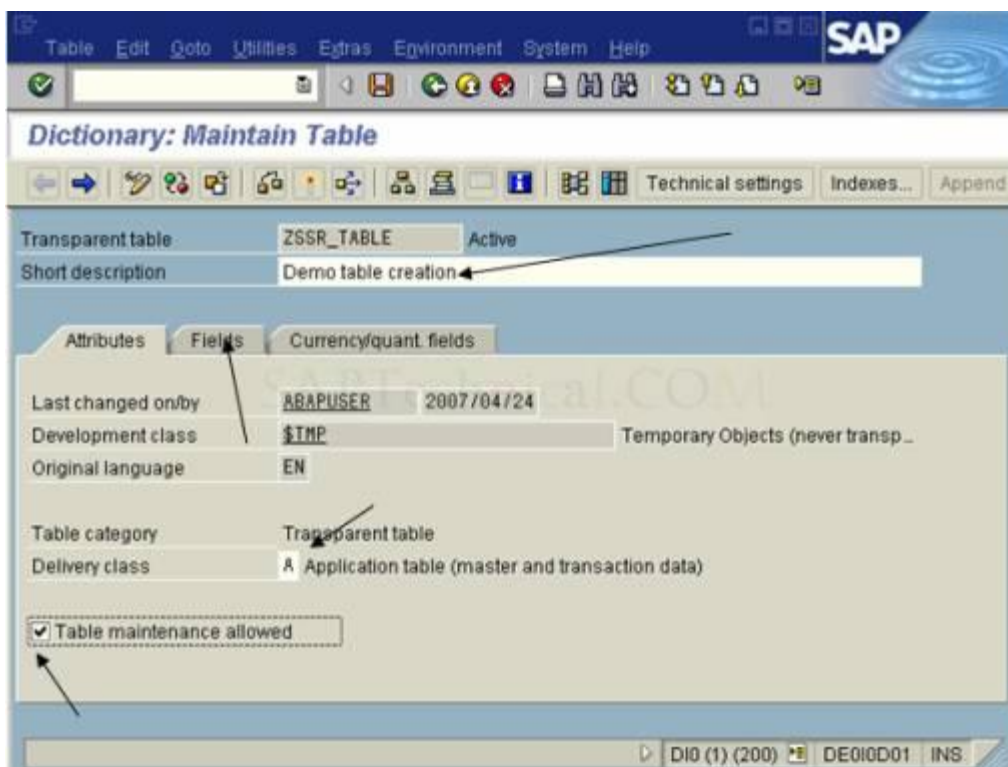 Table Edit Goto Utilities Extras Environment System Help
SAP
Dictionary: Maintain Table
Technical settings Indexes... Append
Transparent table ZSSR_TABLE Active
Short description Demo table creation
Attributes Fields Currency/quant. fields
SAPTechnical.COM
Last changed on/by ABAPUSER 2007/04/24
Development class $TMP Temporary Objects (never transp...
Original language EN
Table category Transparent table
Delivery class A Application table (master and transaction data)
Table maintenance allowed
DI0 (1) (200) DE0I0D01 INS